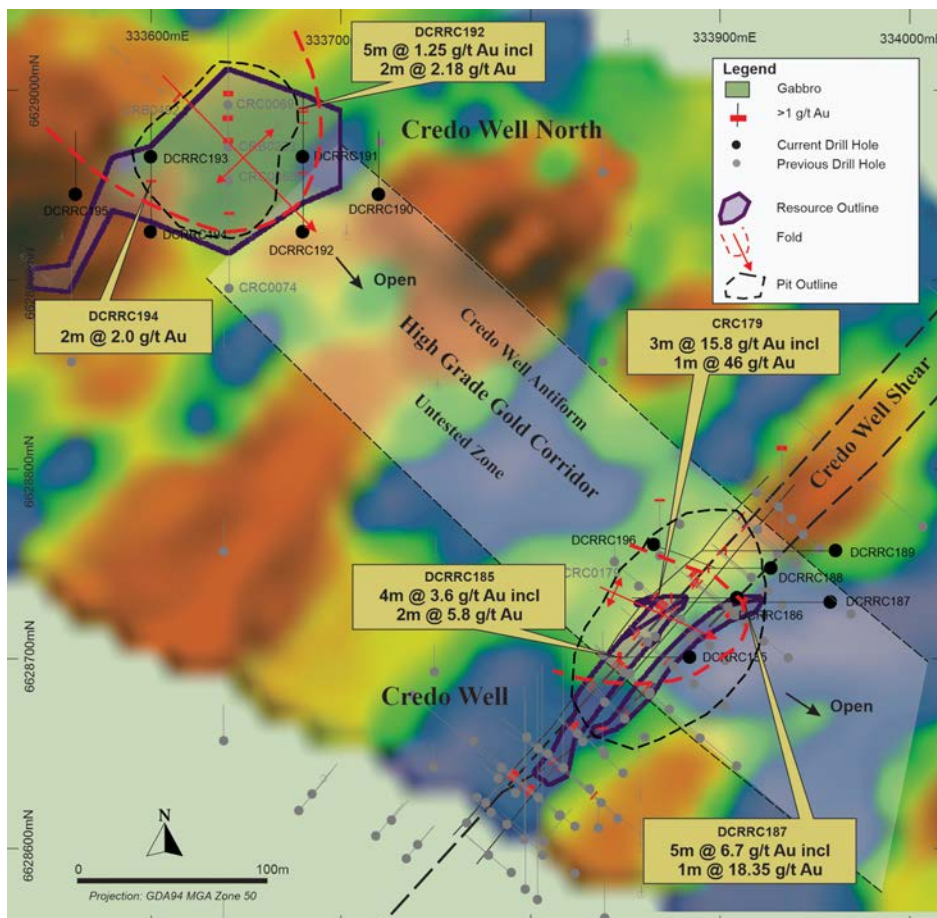 333600mE
333700mE
333900mE
334000mE
6629000mN
6628800mN
6628700mN
6628600mN
DCRRC192
5m @ 1.25 g/t Au incl
2m @ 2.18 g/t Au
Legend
Gabbro
>1 g/t Au
Current Drill Hole
Previous Drill Hole
Resource Outline
Fold
Pit Outline
CRC0069
Credo Well North
DCRRC193
DCRRC191
DCRRC195
DCRRC190
DCRRC194
DCRRC192
CRC0074
Open
DCRRC194
2m @ 2.0 g/t Au
Credo Well Antiform
High Grade Gold Corridor
Untested Zone
CRC179
3m @ 15.8 g/t Au incl
1m @ 46 g/t Au
Credo Well Shear
DCRRC196
DCRRC189
CRC0179
DCRRC188
DCRRC187
DCRRC186
DCRRC185
4m @ 3.6 g/t Au incl
2m @ 5.8 g/t Au
DCRRC185
Credo Well
Open
DCRRC187
5m @ 6.7 g/t Au incl
1m @ 18.35 g/t Au
N
0
100m
Projection: GDA94 MGA Zone 50